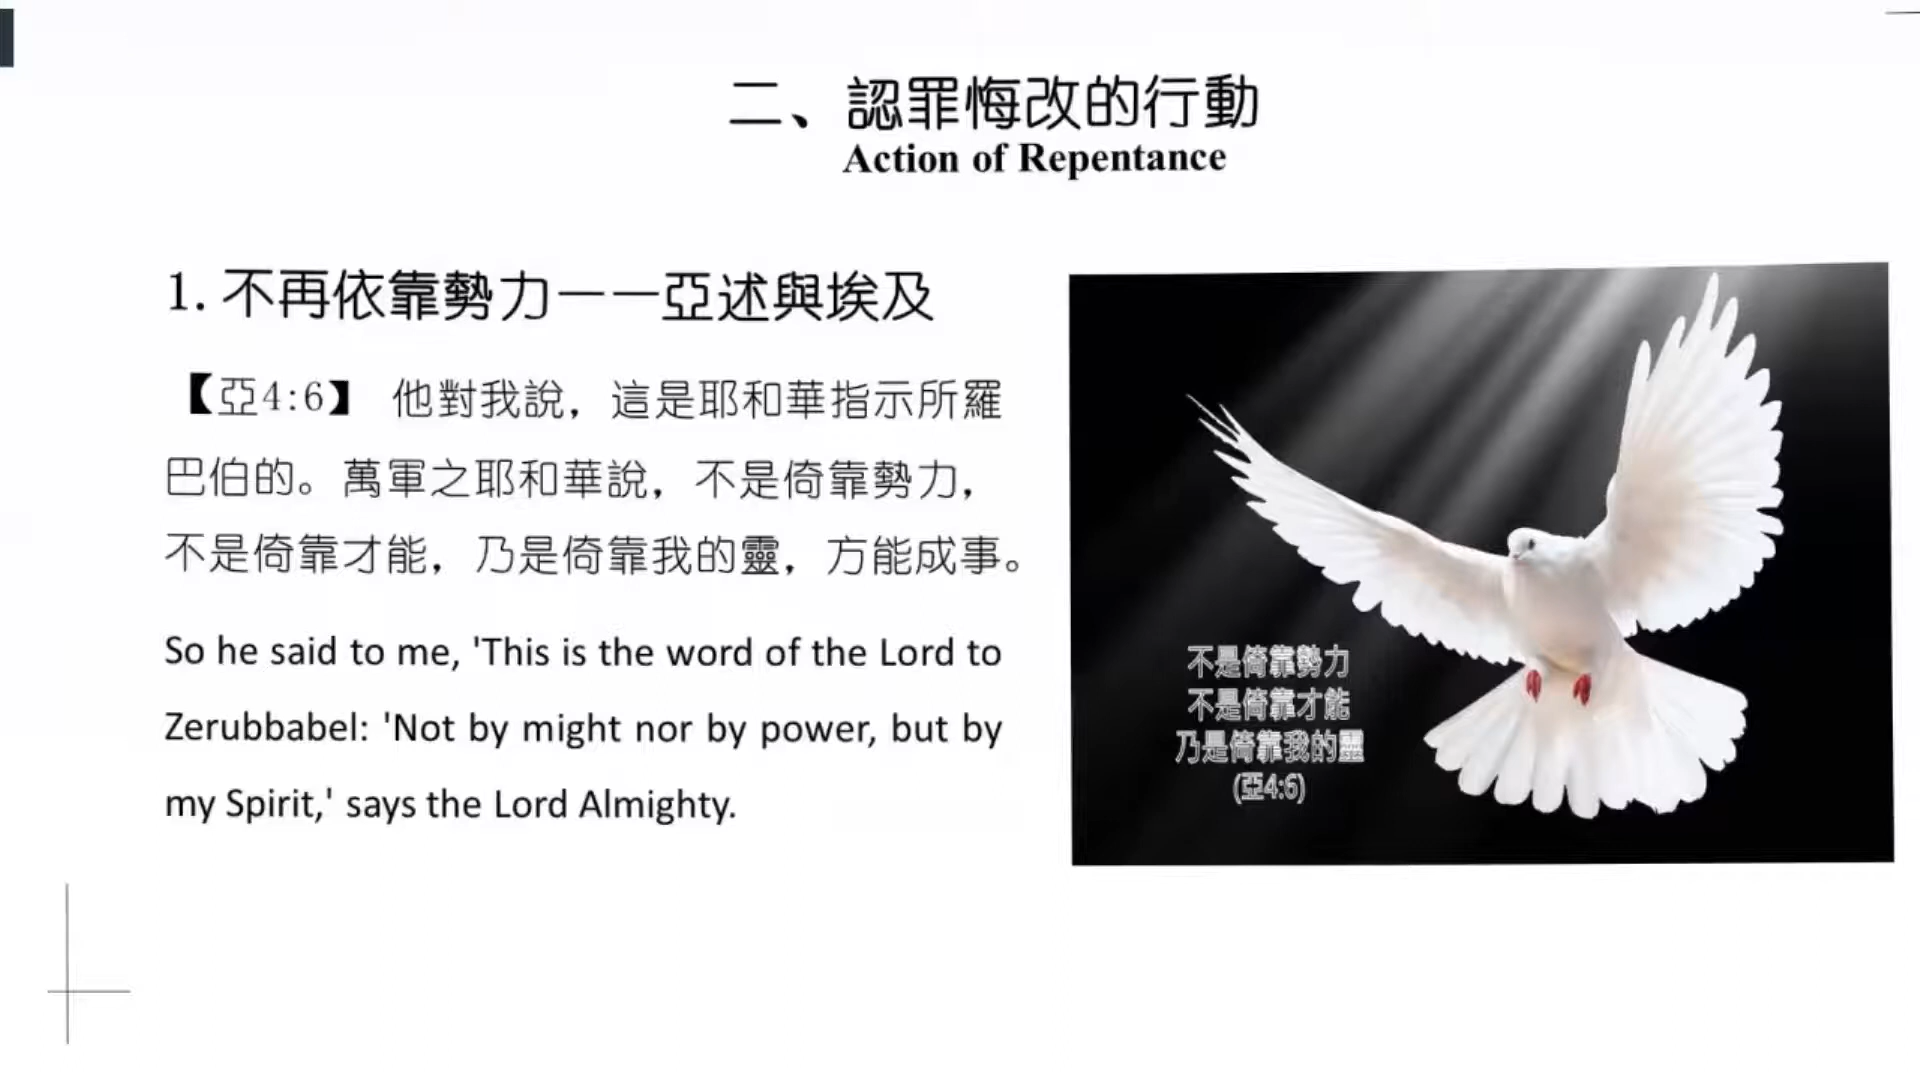 二、認罪悔改的行動
Action of Repentance
1. 不再依靠勢力——亞述與埃及
【亞4:6】 他對我說，這是耶和華指示所羅
巴伯的。萬軍之耶和華說，不是倚靠勢力，
不是倚靠才能，乃是倚靠我的靈，方能成事。
So he said to me, 'This is the word of the Lord to
Zerubbabel: 'Not by might nor by power, but by
my Spirit,' says the Lord Almighty.
不是倚靠勢力
不是倚靠才能
乃是倚靠我的靈
(亞4:6)